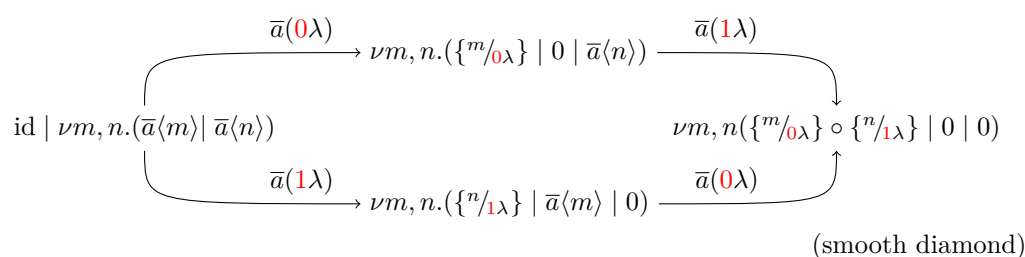 a̅(0λ) a̅(1λ)
νm, n.({ᵐ/₀λ} | 0 | a̅⟨n⟩)
id | νm, n.(a̅⟨m⟩| a̅⟨n⟩) νm, n({ᵐ/₀λ} ∘ {ⁿ/₁λ} | 0 | 0)
a̅(1λ) a̅(0λ)
νm, n.({ⁿ/₁λ} | a̅⟨m⟩ | 0)
(smooth diamond)